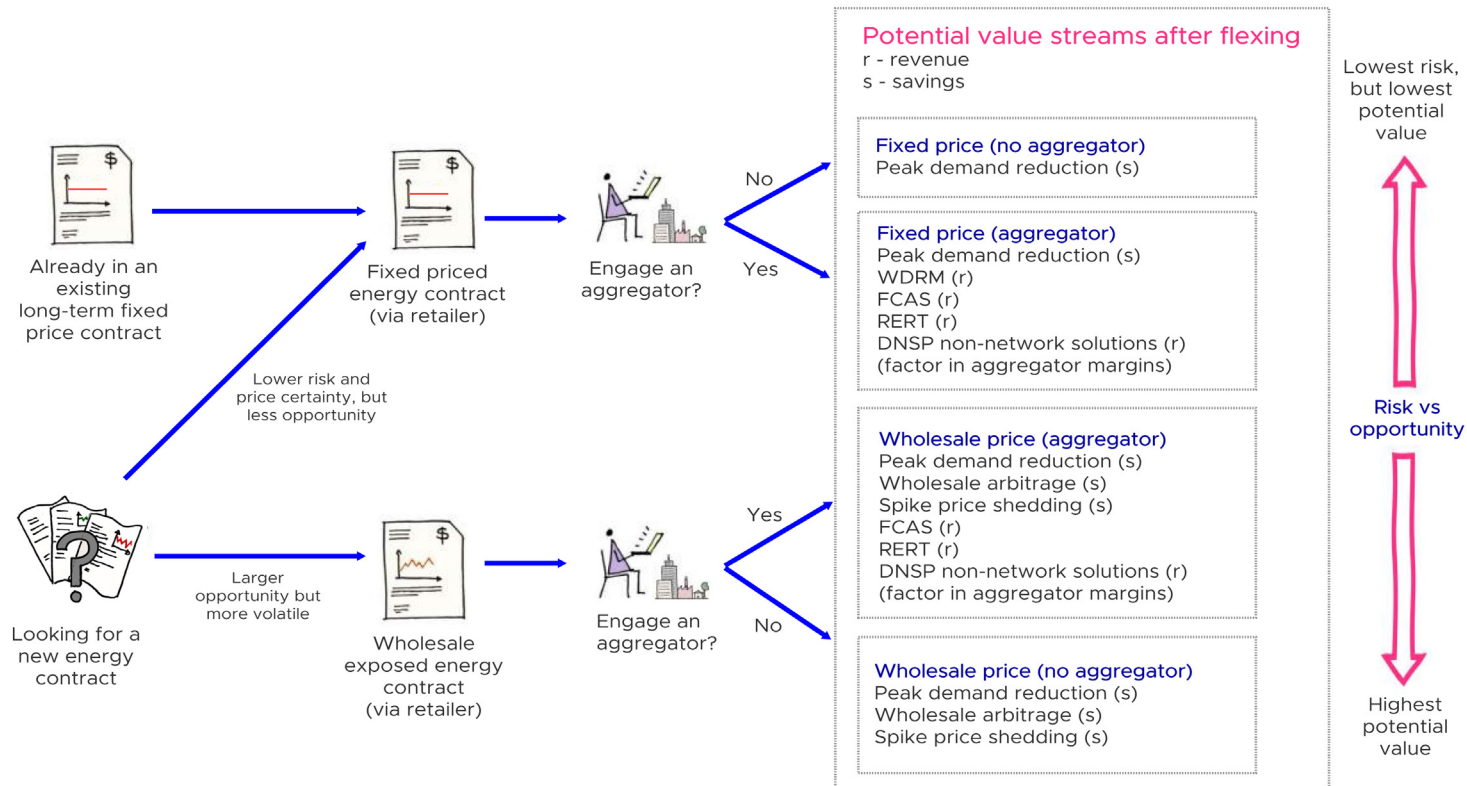 Potential value streams after flexing
r - revenue
s - savings
Lowest risk,
but lowest
potential
value
$
Already in an
existing
long-term fixed
price contract
$
Fixed priced
energy contract
(via retailer)
Engage an
aggregator?
No
Yes
Fixed price (no aggregator)
Peak demand reduction (s)
Fixed price (aggregator)
Peak demand reduction (s)
WDRM (r)
FCAS (r)
RERT (r)
DNSP non-network solutions (r)
(factor in aggregator margins)
Lower risk and
price certainty, but
less opportunity
Risk vs
opportunity
?
Looking for a
new energy
contract
Larger
opportunity but
more volatile
$
Wholesale
exposed energy
contract
(via retailer)
Engage an
aggregator?
Yes
No
Wholesale price (aggregator)
Peak demand reduction (s)
Wholesale arbitrage (s)
Spike price shedding (s)
FCAS (r)
RERT (r)
DNSP non-network solutions (r)
(factor in aggregator margins)
Wholesale price (no aggregator)
Peak demand reduction (s)
Wholesale arbitrage (s)
Spike price shedding (s)
Highest
potential
value